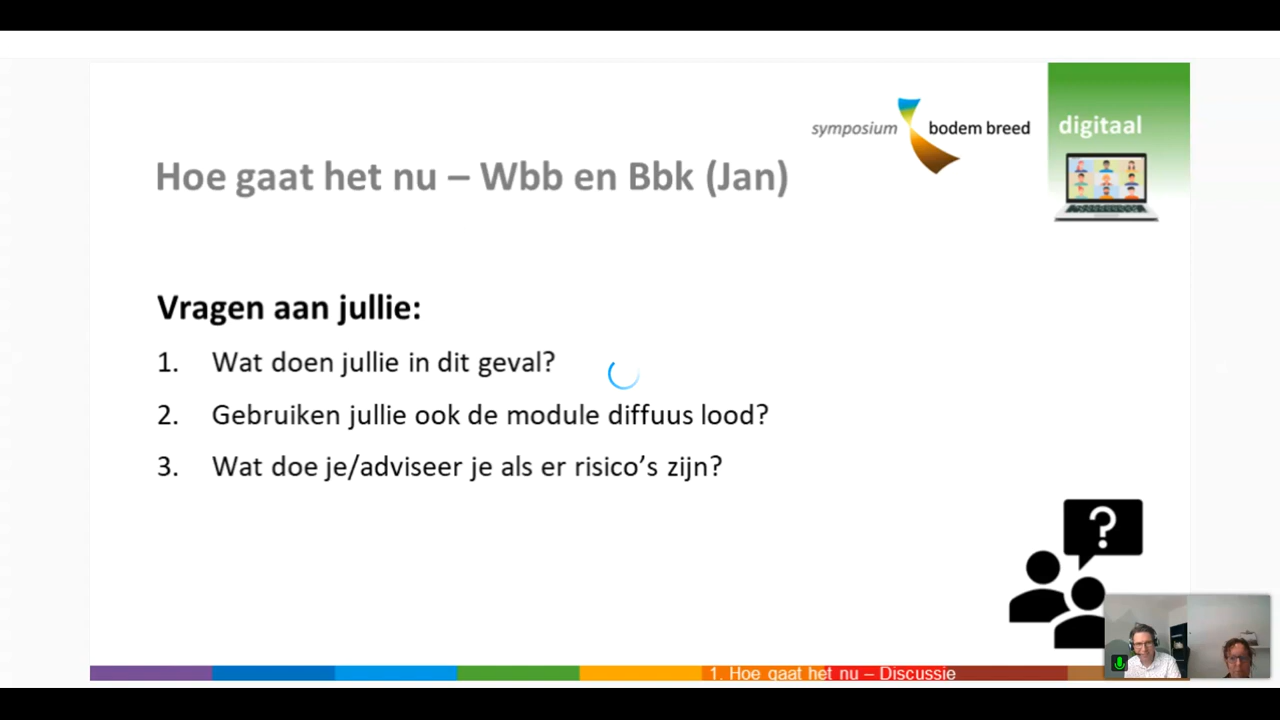 symposium bodem breed digitaal
Hoe gaat het nu – Wbb en Bbk (Jan)
Vragen aan jullie:
1. Wat doen jullie in dit geval?
2. Gebruiken jullie ook de module diffuus lood?
3. Wat doe je/adviseer je als er risico's zijn?
?
1. Hoe gaat het nu – Discussie